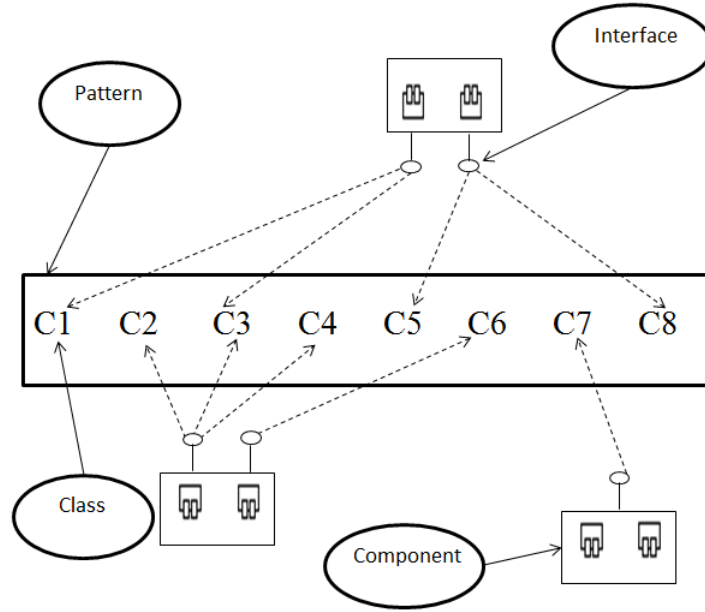 Interface
Pattern
C1 C2 C3 C4 C5 C6 C7 C8
Class
Component